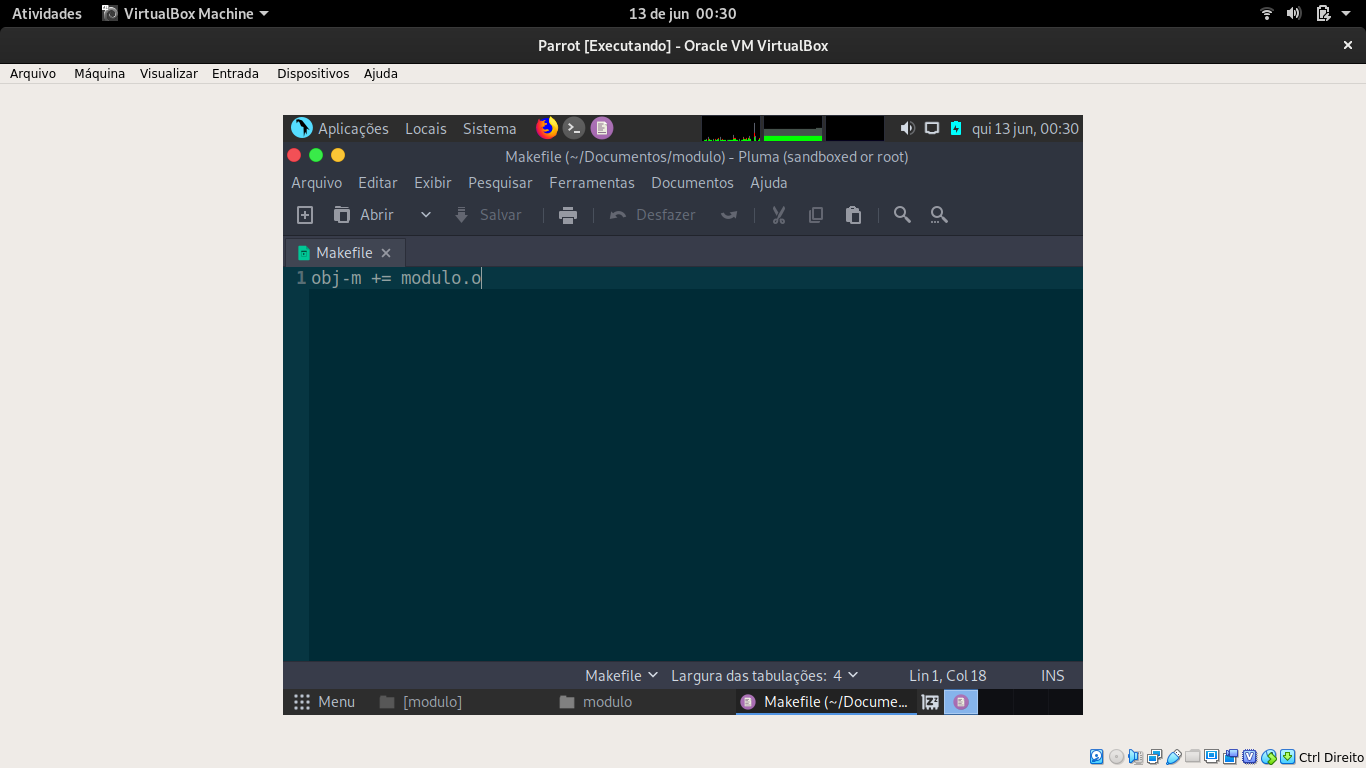 Atividades VirtualBox Machine 13 de jun 00:30
Parrot [Executando] - Oracle VM VirtualBox
Arquivo Máquina Visualizar Entrada Dispositivos Ajuda
Aplicações Locais Sistema qui 13 jun, 00:30
Makefile (~/Documentos/modulo) - Pluma (sandboxed or root)
Arquivo Editar Exibir Pesquisar Ferramentas Documentos Ajuda
Abrir Salvar Desfazer
Makefile
1 obj-m += modulo.o
Makefile Largura das tabulações: 4 Lin 1, Col 18 INS
Menu [modulo] modulo Makefile (~/Docume...
Ctrl Direito